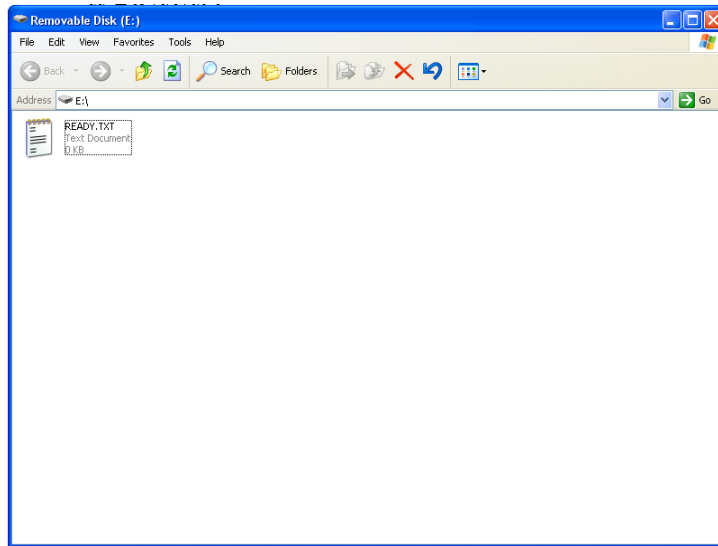 Removable Disk (E:)
File Edit View Favorites Tools Help
Back Search Folders
Address E:\ Go
READY.TXT
Text Document
0 KB